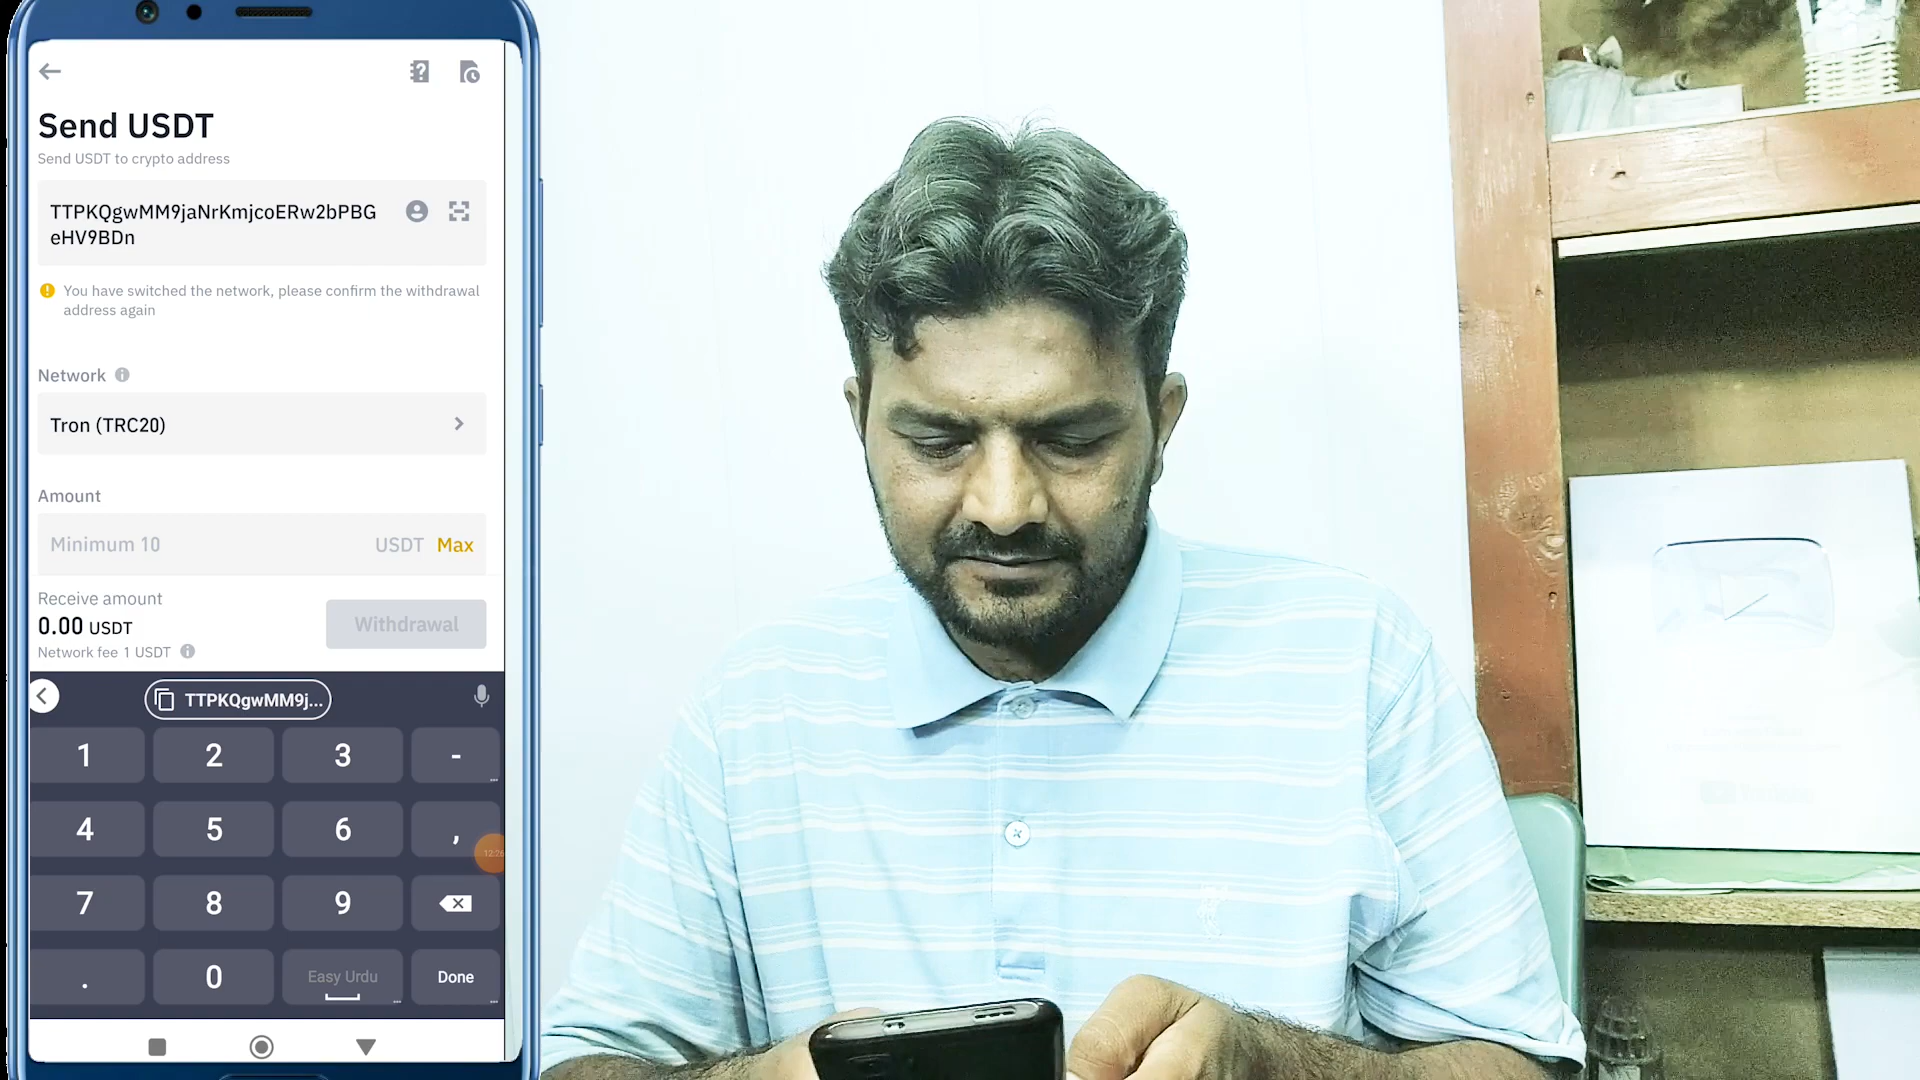 Send USDT
Send USDT to crypto address
TTPKQgwMM9jaNrKmjcoERw2bPBG
eHV9BDn
You have switched the network, please confirm the withdrawal
address again
Network
Tron (TRC20)
Amount
Minimum 10 USDT Max
Receive amount
0.00 USDT
Withdrawal
Network fee 1 USDT
TTPKQgwMM9j...
1 2 3 -
4 5 6 ,
12:26
7 8 9
. 0 Easy Urdu Done